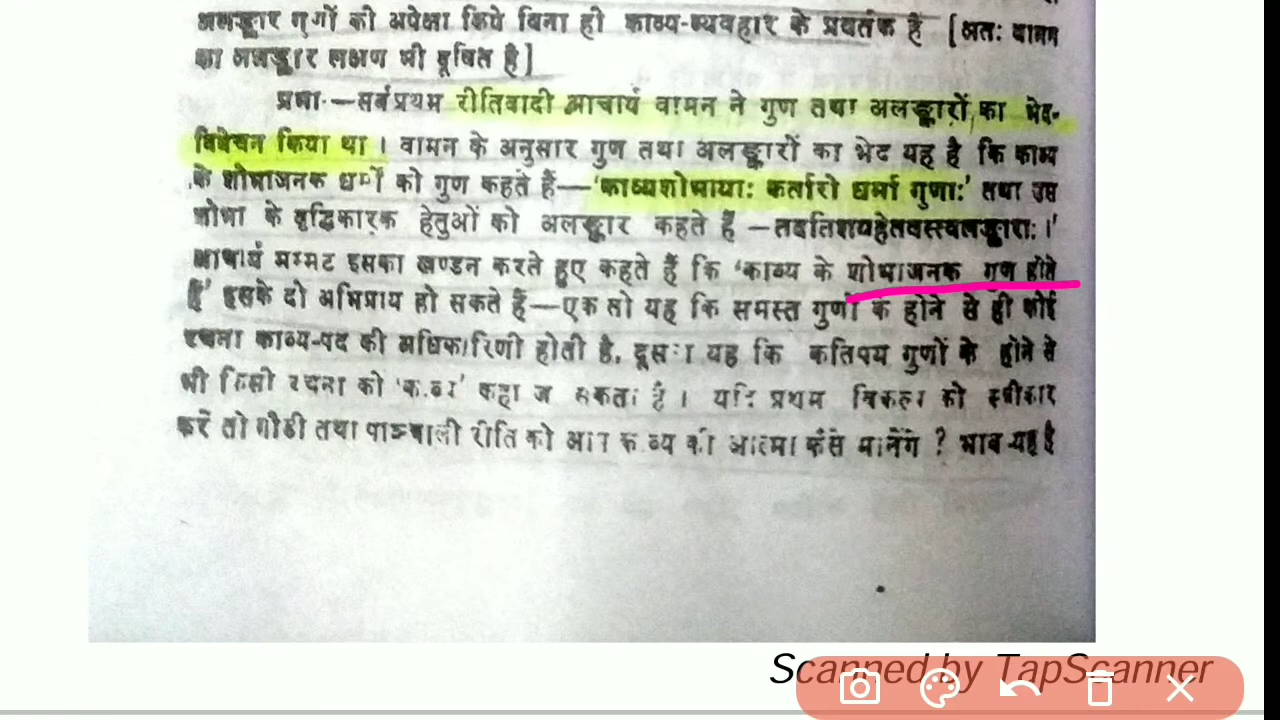 अलङ्कार गुणों की अपेक्षा किये बिना ही काव्य-व्यवहार के प्रवर्तक हैं [अतः वामन
का अलङ्कार लक्षण भी दूषित है]
प्रभा—सर्वप्रथम रीतिवादी आचार्य वामन ने गुण तथा अलङ्कारों का भेद-
विवेचन किया था । वामन के अनुसार गुण तथा अलङ्कारों का भेद यह है कि काव्य
के शोभाजनक धर्मों को गुण कहते हैं—'काव्यशोभायाः कर्तारो धर्मा गुणाः' तथा उस
शोभा के वृद्धिकारक हेतुओं को अलङ्कार कहते हैं —तदतिशयहेतवस्त्वलङ्काराः ।'
आचार्य मम्मट इसका खण्डन करते हुए कहते हैं कि 'काव्य के शोभाजनक गुण होते
हैं' इसके दो अभिप्राय हो सकते हैं—एक तो यह कि समस्त गुणों के होने से ही कोई
रचना काव्य-पद की अधिकारिणी होती है, दूसरा यह कि कतिपय गुणों के होने से
भी किसी रचना को 'काव्य' कहा जा सकता है । यदि प्रथम विकल्प को स्वीकार
करें तो गौडी तथा पाञ्चाली रीति को आप काव्य की आत्मा कैसे मानेंगे ? भाव यह है
Scanned by TapScanner